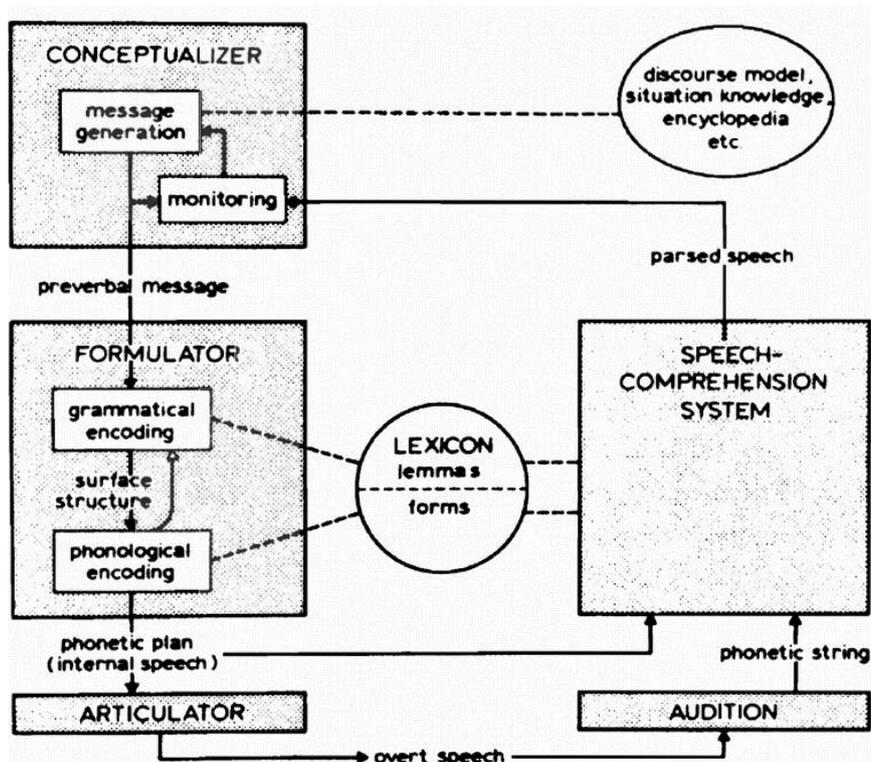 CONCEPTUALIZER
message
generation
monitoring
discourse model,
situation knowledge,
encyclopedia
etc.
parsed speech
preverbal message
FORMULATOR
grammatical
encoding
surface
structure
phonological
encoding
LEXICON
lemmas
forms
SPEECH-
COMPREHENSION
SYSTEM
phonetic plan
(internal speech)
phonetic string
ARTICULATOR
AUDITION
overt speech